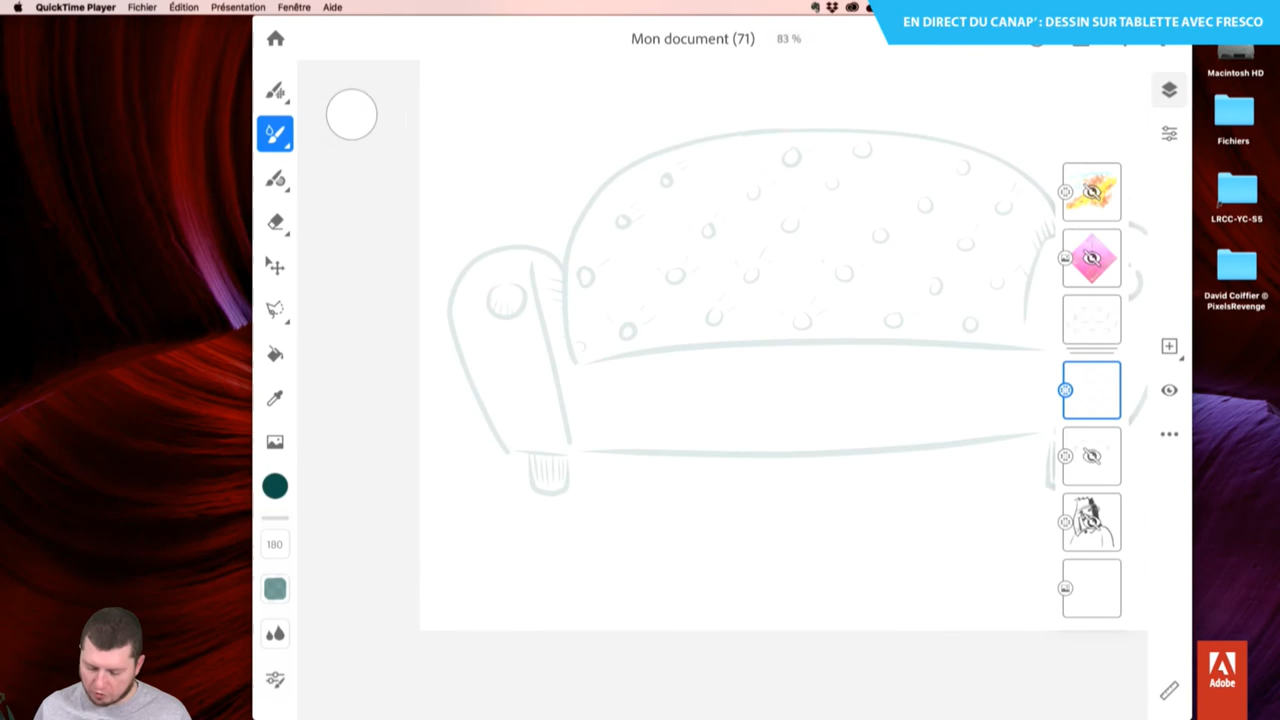 QuickTime Player Fichier Édition Présentation Fenêtre Aide
EN DIRECT DU CANAP' : DESSIN SUR TABLETTE AVEC FRESCO
Mon document (71) 83 %
Macintosh HD
Fichiers
LRCC-YC-S5
David Coiffier ©
PixelsRevenge
180
Adobe